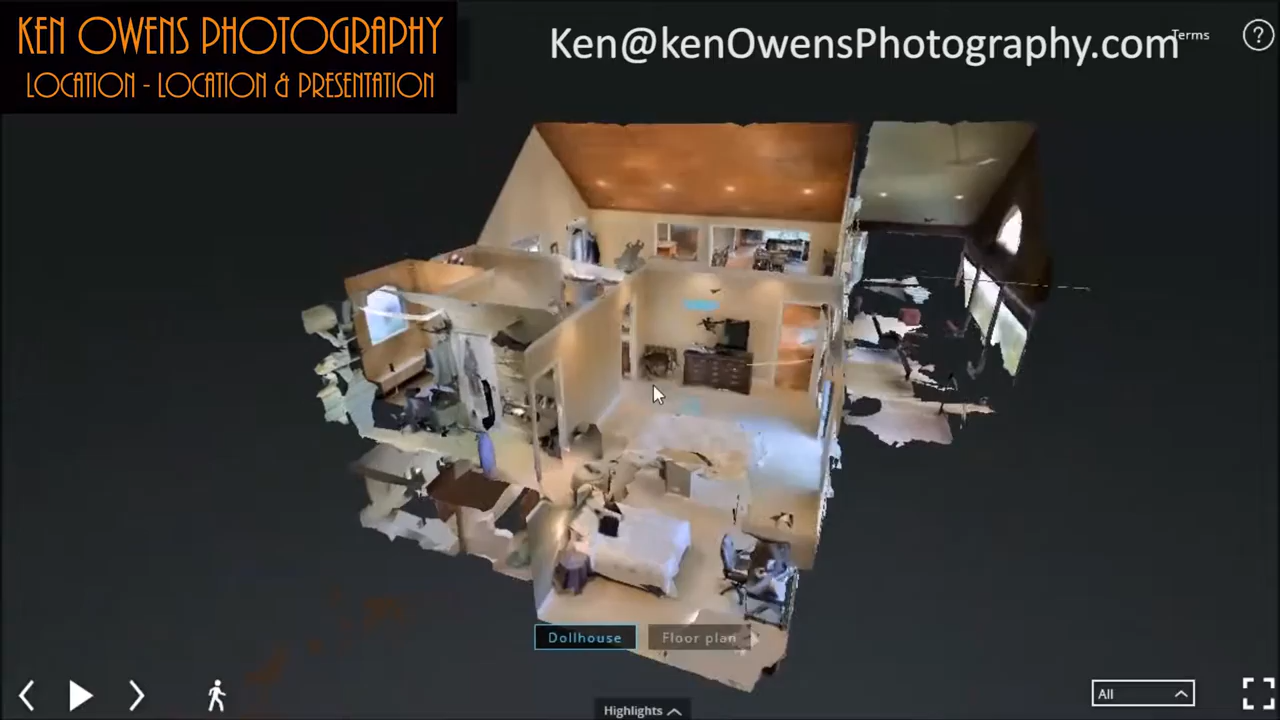 KEN OWENS PHOTOGRAPHY
LOCATION - LOCATION & PRESENTATION
Ken@kenOwensPhotography.com
Terms
?
Dollhouse
Floor plan
All
Highlights